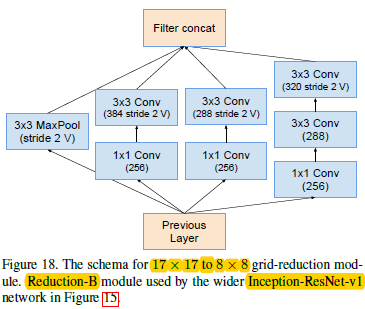 Filter concat
3x3 Conv
(320 stride 2 V)
3x3 Conv
(384 stride 2 V)
3x3 Conv
(288 stride 2 V)
3x3 MaxPool
(stride 2 V)
3x3 Conv
(288)
1x1 Conv
(256)
1x1 Conv
(256)
1x1 Conv
(256)
Previous
Layer
Figure 18. The schema for 17 × 17 to 8 × 8 grid-reduction mod-
ule. Reduction-B module used by the wider Inception-ResNet-v1
network in Figure 15.